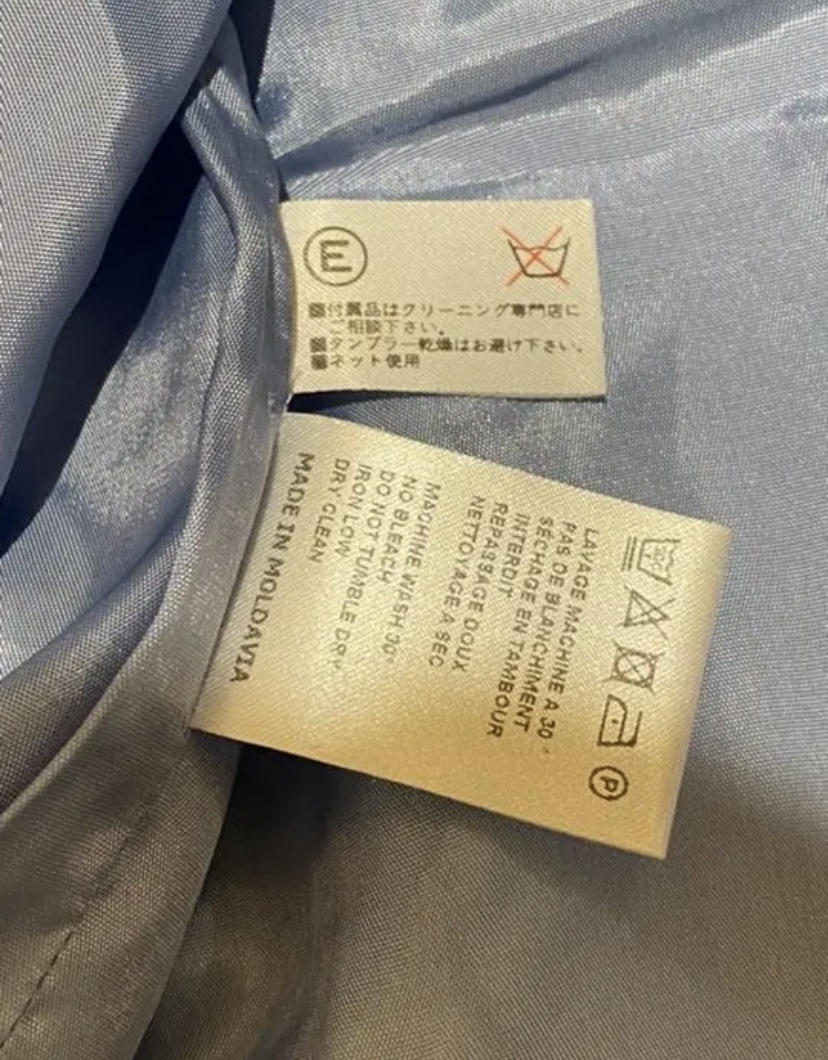 E
付属品はクリーニング専門店に
ご相談下さい。
タンブラー乾燥はお避け下さい。
ネット使用
30°
P
LAVAGE MACHINE A 30°
PAS DE BLANCHIMENT
SÉCHAGE EN TAMBOUR
INTERDIT
REPASSAGE DOUX
NETTOYAGE A SEC
MACHINE WASH 30°
NO BLEACH
DO NOT TUMBLE DRY
IRON LOW
DRY CLEAN
MADE IN MOLDAVIA